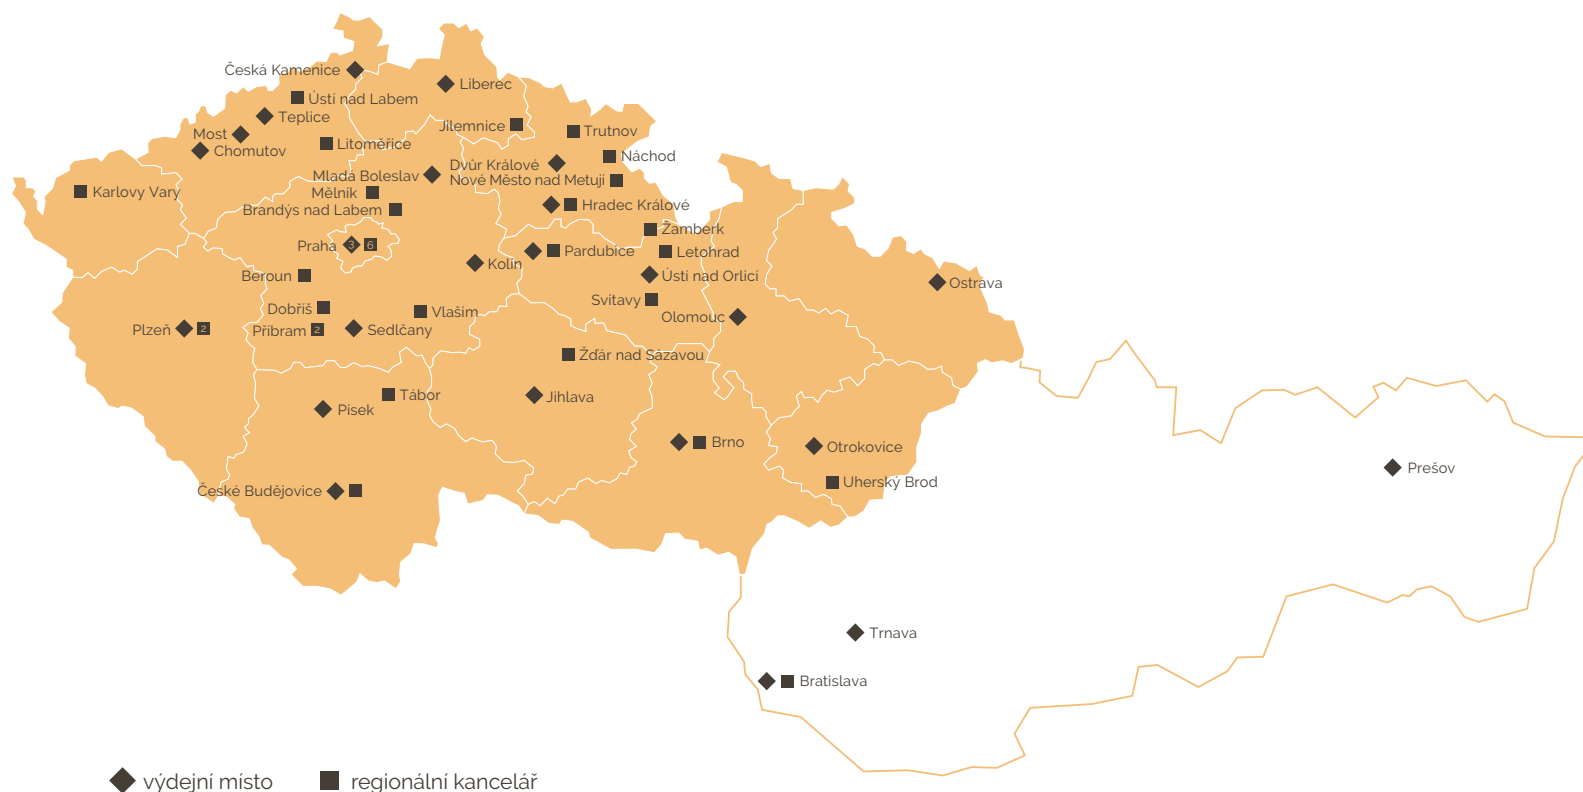 Česká Kamenice
Liberec
Ústí nad Labem
Teplice
Jilemnice
Trutnov
Most
Litoměřice
Chomutov
Náchod
Dvůr Králové
Mladá Boleslav
Nové Město nad Metují
Karlovy Vary
Mělník
Hradec Králové
Brandýs nad Labem
Žamberk
Praha 3 6
Pardubice
Letohrad
Kolín
Beroun
Ústí nad Orlicí
Ostrava
Svitavy
Dobříš
Vlašim
Olomouc
Plzeň 2
Příbram 2
Sedlčany
Žďár nad Sázavou
Tábor
Jihlava
Písek
Brno
Otrokovice
Prešov
Uherský Brod
České Budějovice
Trnava
Bratislava
výdejní místo
regionální kancelář